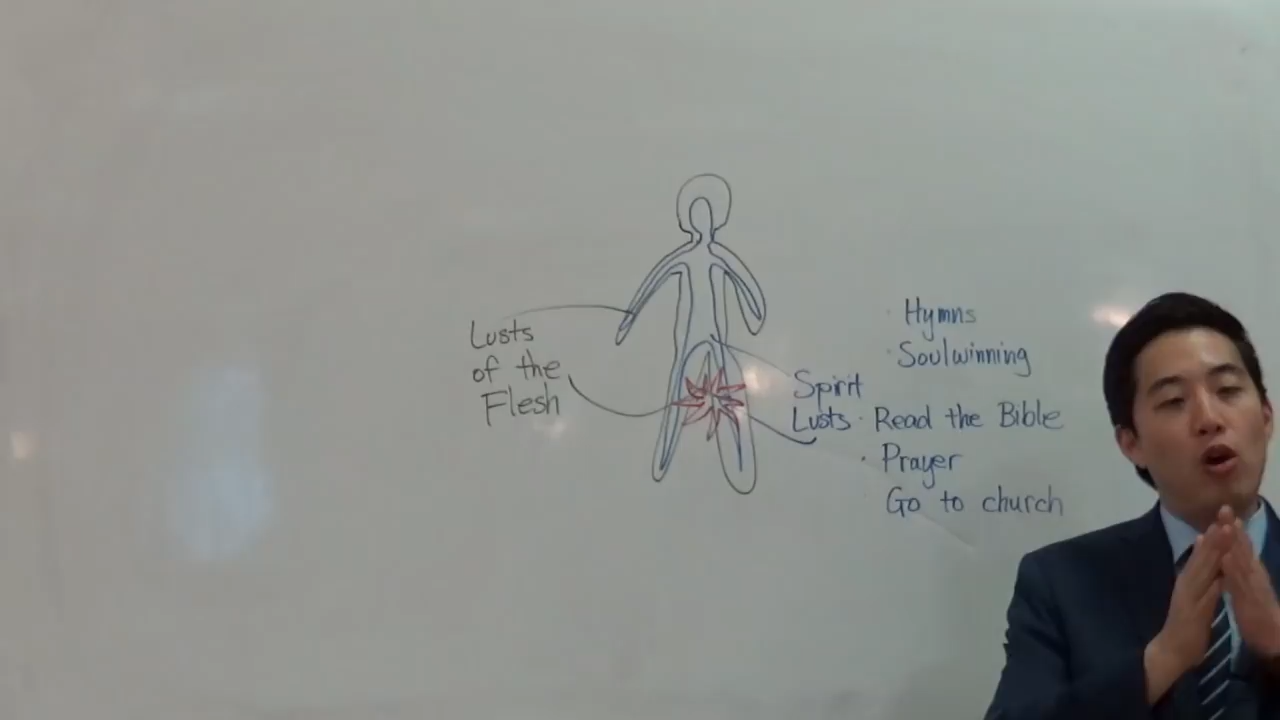 Lusts
of the
Flesh
Spirit
Lusts
· Hymns
· Soulwinning
· Read the Bible
· Prayer
Go to church